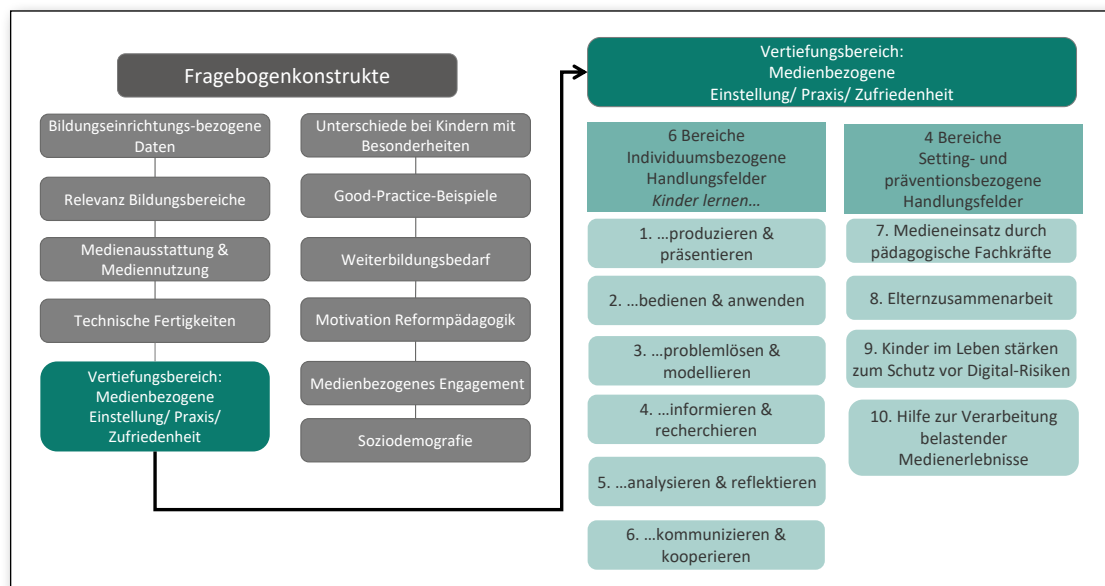 Fragebogenkonstrukte
Bildungseinrichtungs-bezogene
Daten
Relevanz Bildungsbereiche
Medienausstattung &
Mediennutzung
Technische Fertigkeiten
Vertiefungsbereich:
Medienbezogene
Einstellung/ Praxis/
Zufriedenheit
Unterschiede bei Kindern mit
Besonderheiten
Good-Practice-Beispiele
Weiterbildungsbedarf
Motivation Reformpädagogik
Medienbezogenes Engagement
Soziodemografie
Vertiefungsbereich:
Medienbezogene
Einstellung/ Praxis/ Zufriedenheit
6 Bereiche
Individuumsbezogene
Handlungsfelder
Kinder lernen…
1. …produzieren &
präsentieren
2. …bedienen & anwenden
3. …problemlösen &
modellieren
4. …informieren &
recherchieren
5. …analysieren & reflektieren
6. …kommunizieren &
kooperieren
4 Bereiche
Setting- und
präventionsbezogene
Handlungsfelder
7. Medieneinsatz durch
pädagogische Fachkräfte
8. Elternzusammenarbeit
9. Kinder im Leben stärken
zum Schutz vor Digital-Risiken
10. Hilfe zur Verarbeitung
belastender
Medienerlebnisse